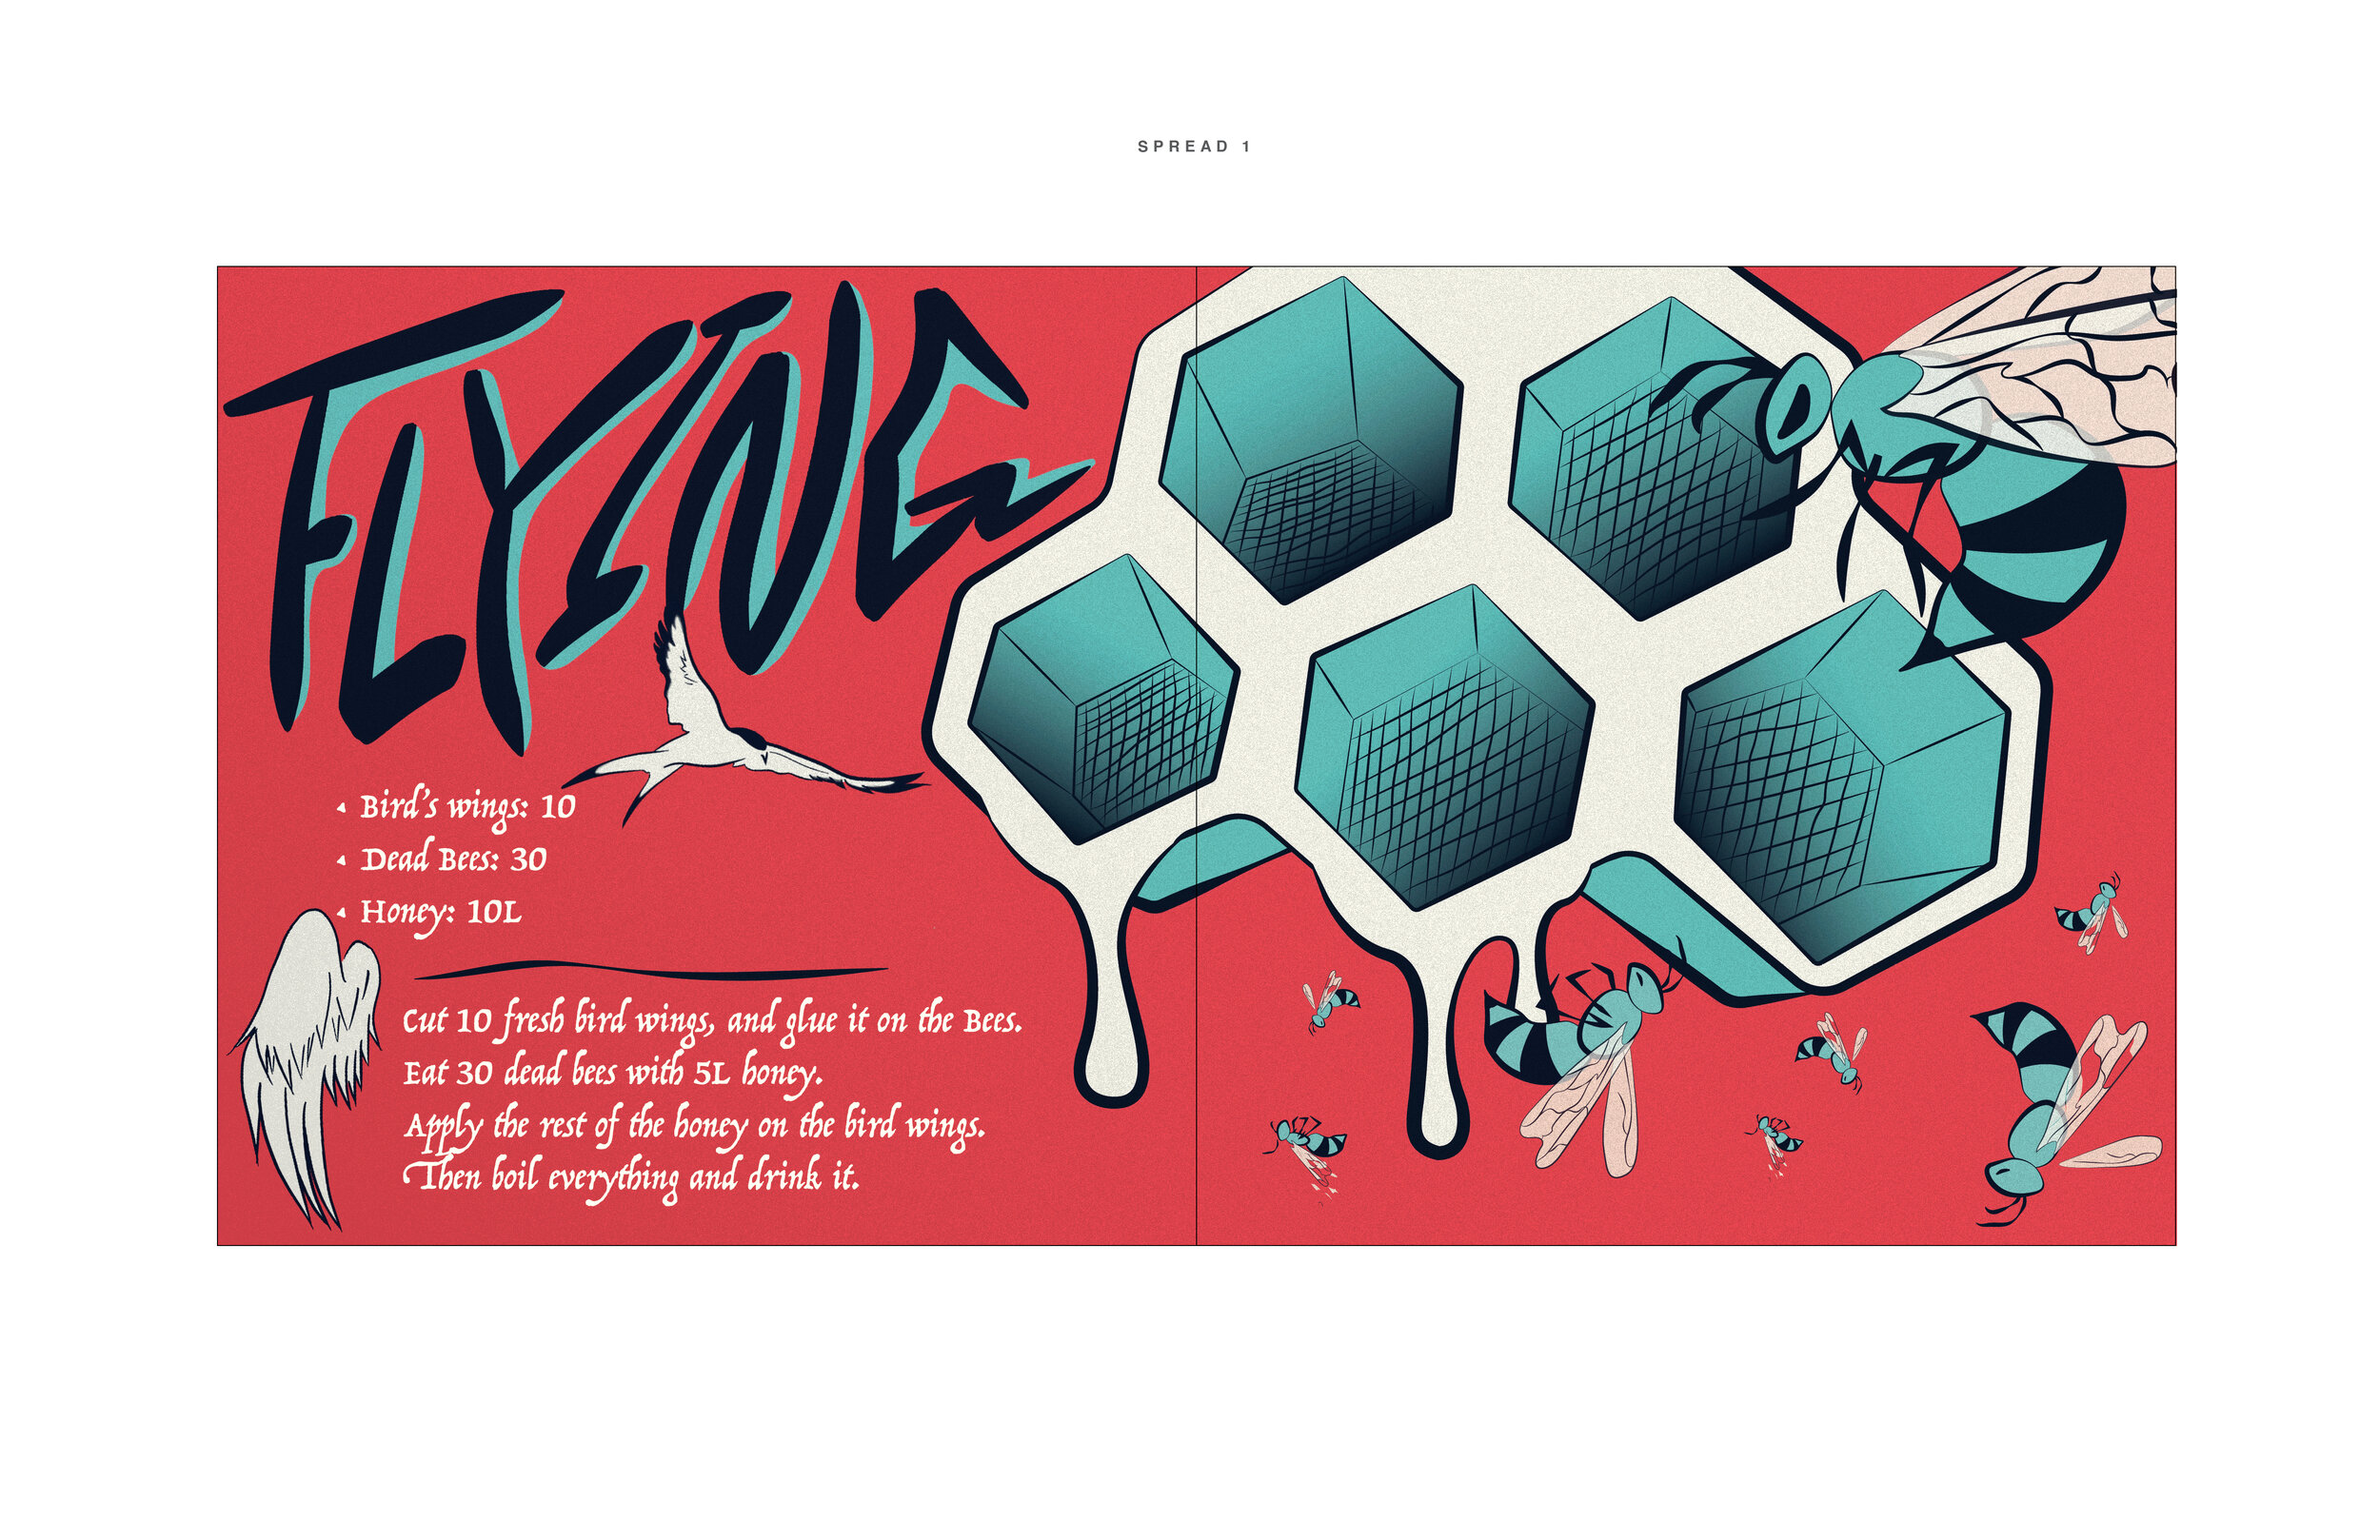 SPREAD 1
FLYING
Bird's wings: 10
Dead Bees: 30
Honey: 10L
Cut 10 fresh bird wings, and glue it on the Bees.
Eat 30 dead bees with 5L honey.
Apply the rest of the honey on the bird wings.
Then boil everything and drink it.